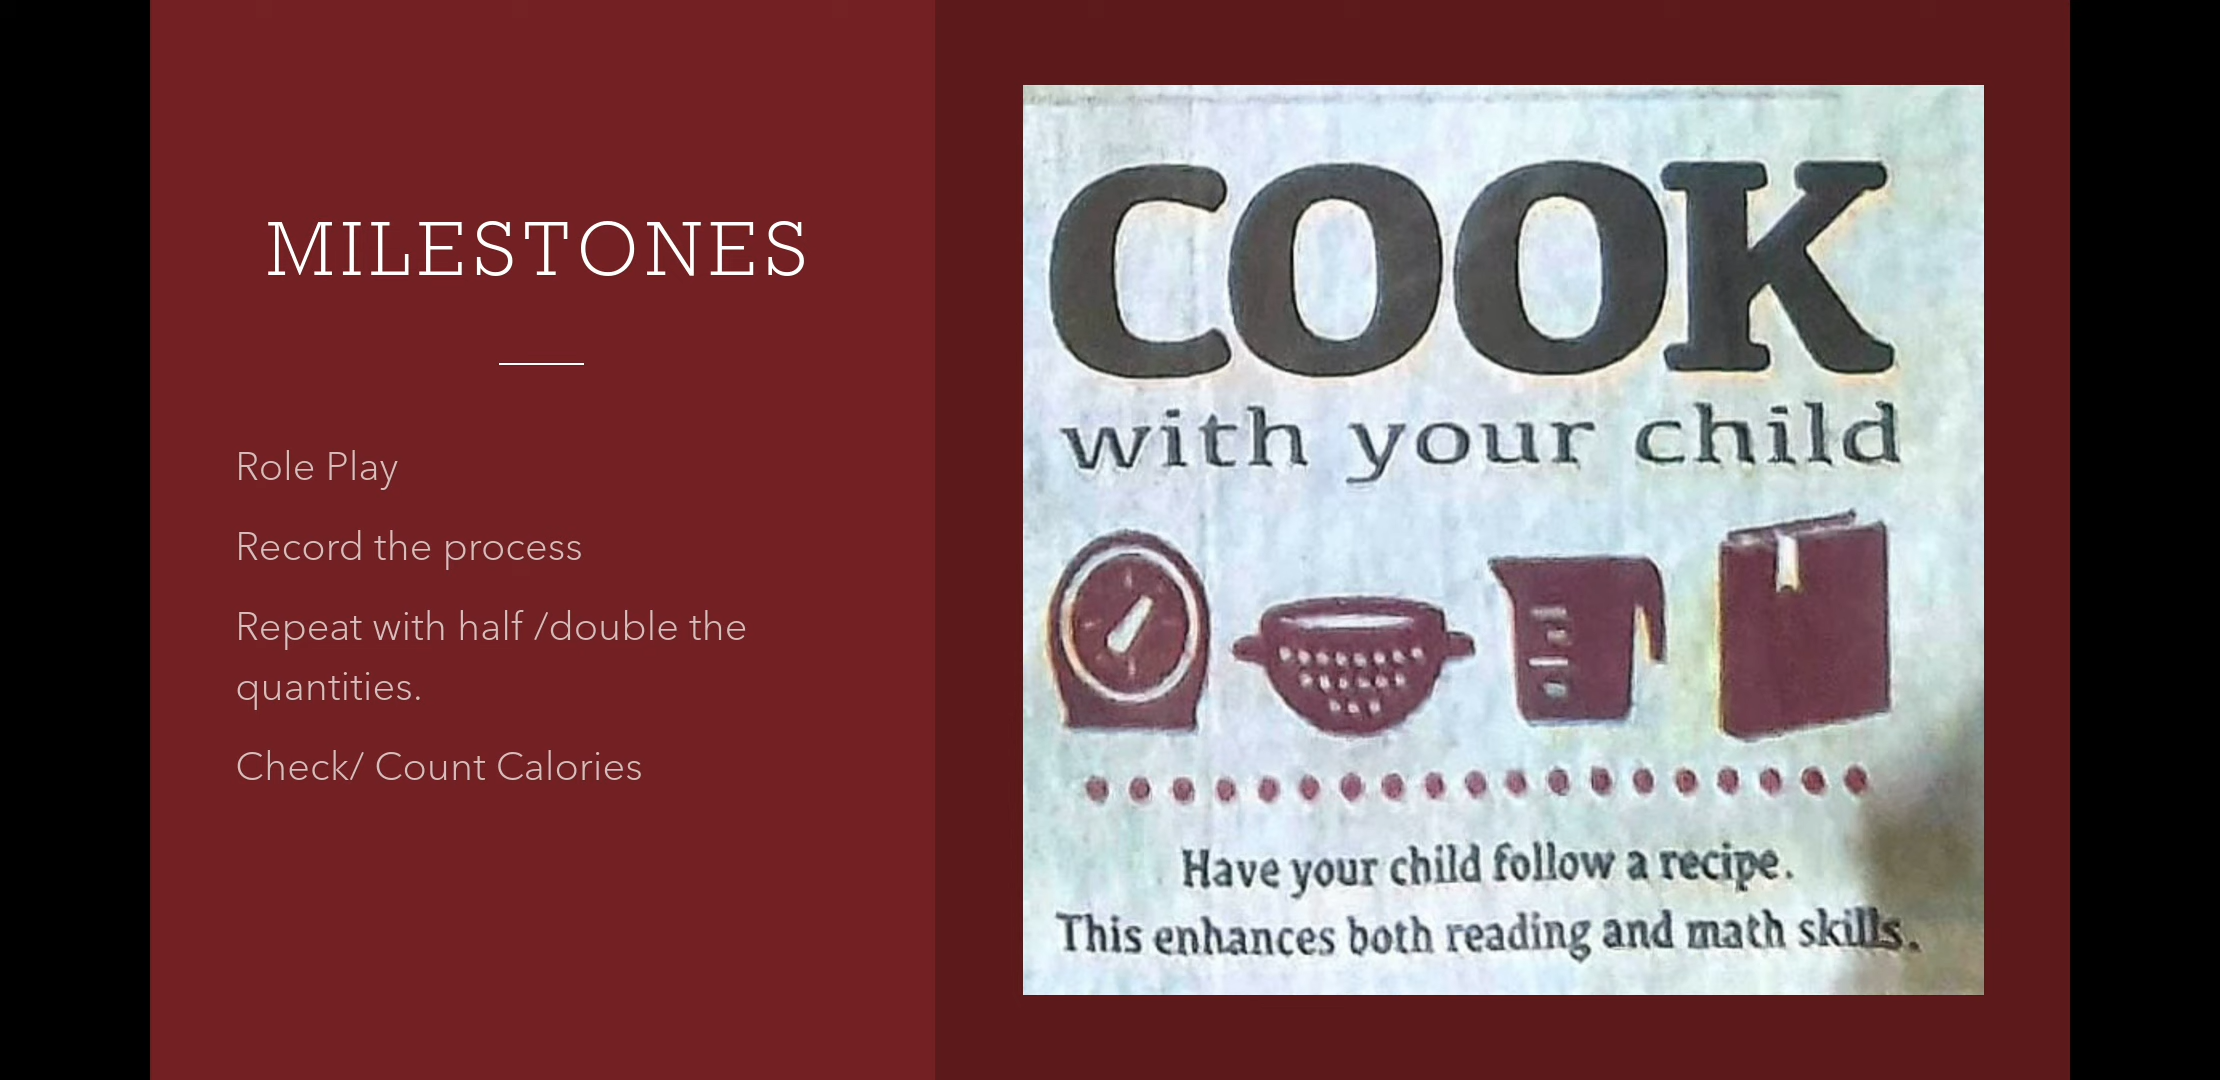 MILESTONES
Role Play
Record the process
Repeat with half /double the
quantities.
Check/ Count Calories
COOK
with your child
Have your child follow a recipe.
This enhances both reading and math skills.